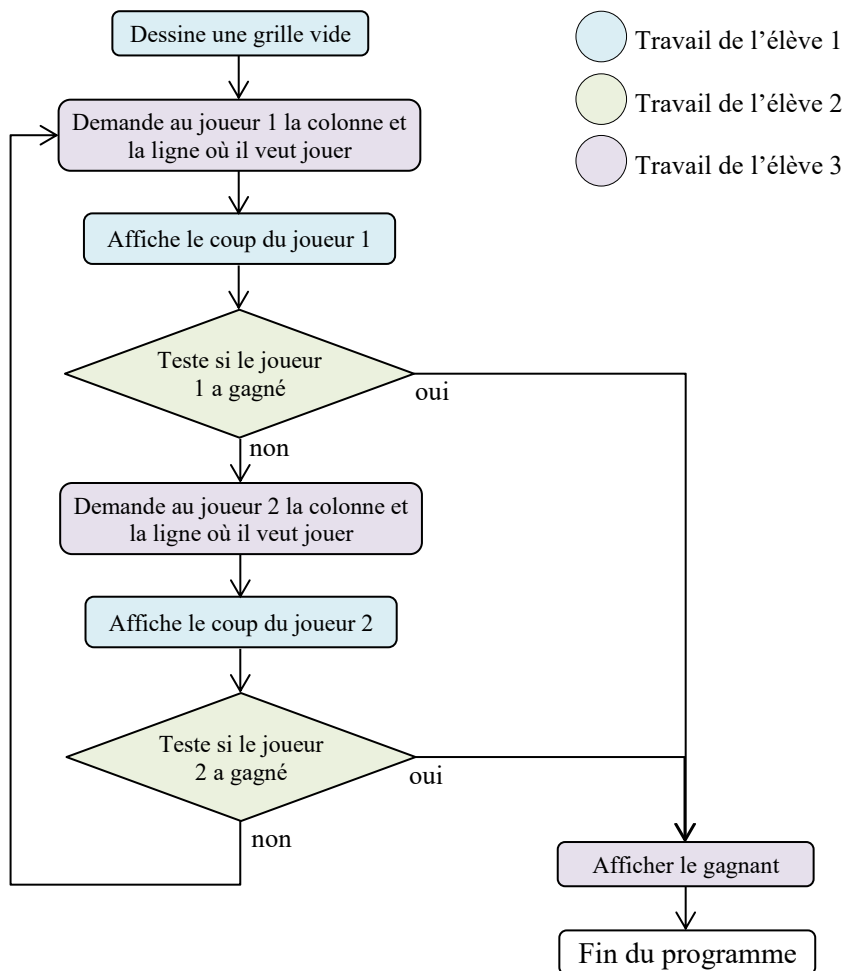 Dessine une grille vide
Travail de l’élève 1
Travail de l’élève 2
Travail de l’élève 3
Demande au joueur 1 la colonne et
la ligne où il veut jouer
Affiche le coup du joueur 1
Teste si le joueur
1 a gagné
oui
non
Demande au joueur 2 la colonne et
la ligne où il veut jouer
Affiche le coup du joueur 2
Teste si le joueur
2 a gagné
oui
non
Afficher le gagnant
Fin du programme